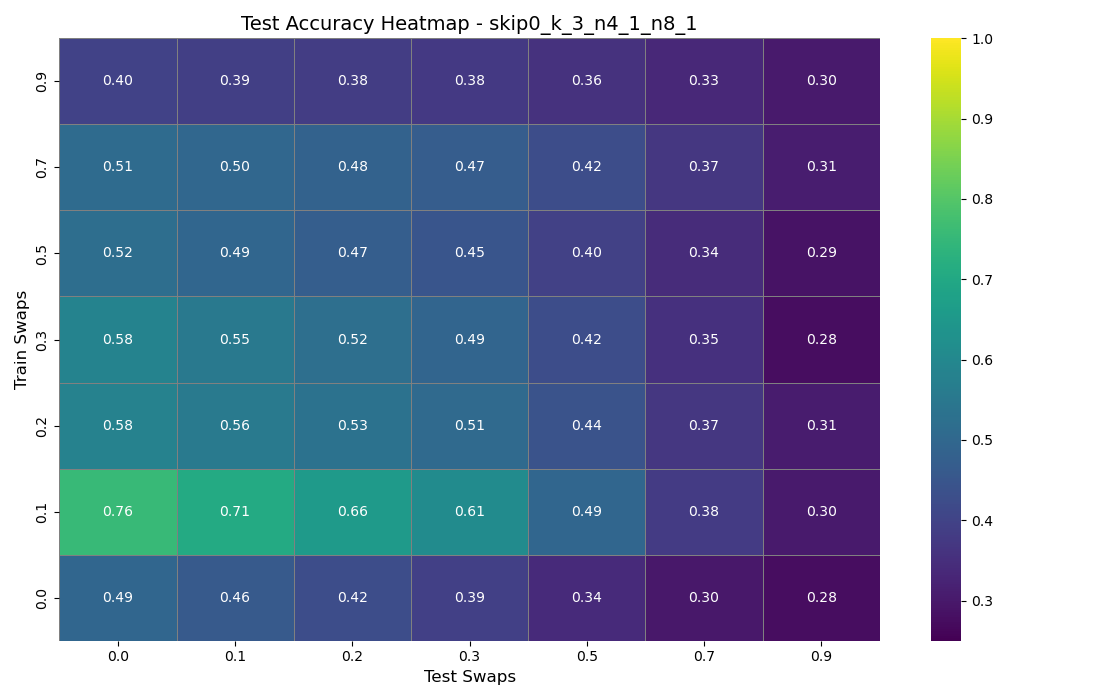 Test Accuracy Heatmap - skip0_k_3_n4_1_n8_1
Train Swaps
0.9 0.40 0.39 0.38 0.38 0.36 0.33 0.30
0.7 0.51 0.50 0.48 0.47 0.42 0.37 0.31
0.5 0.52 0.49 0.47 0.45 0.40 0.34 0.29
0.3 0.58 0.55 0.52 0.49 0.42 0.35 0.28
0.2 0.58 0.56 0.53 0.51 0.44 0.37 0.31
0.1 0.76 0.71 0.66 0.61 0.49 0.38 0.30
0.0 0.49 0.46 0.42 0.39 0.34 0.30 0.28
0.0 0.1 0.2 0.3 0.5 0.7 0.9
Test Swaps
1.0
0.9
0.8
0.7
0.6
0.5
0.4
0.3